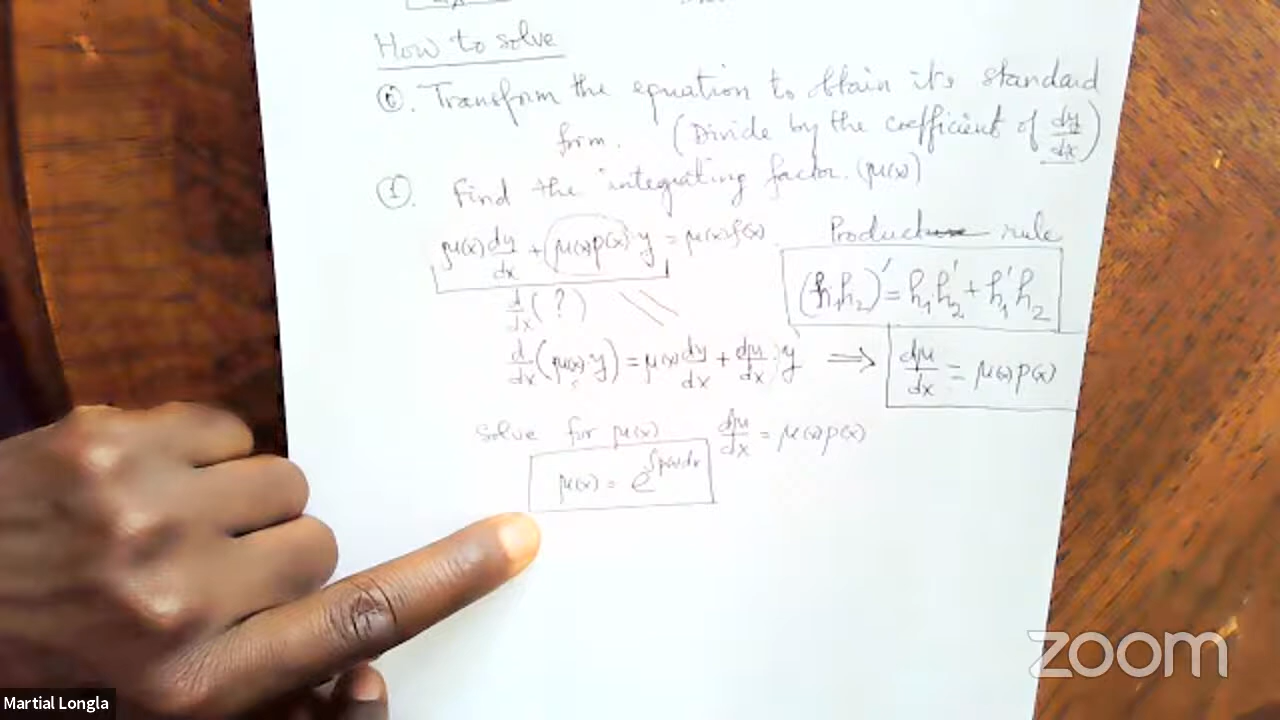 How to solve
⓪. Transform the equation to obtain its standard
form. (Divide by the coefficient of dy/dx)
①. Find the integrating factor. (μ(x))
μ(x) dy/dx + μ(x)p(x) y = μ(x)f(x)
Product rule
d/dx (?)
(h₁h₂)' = h₁h₂' + h₁'h₂
d/dx (μ(x) y) = μ(x) dy/dx + dμ/dx · y ⟹ dμ/dx = μ(x)p(x)
Solve for μ(x) dμ/dx = μ(x)p(x)
μ(x) = e^∫p(x)dx
zoom
Martial Longla